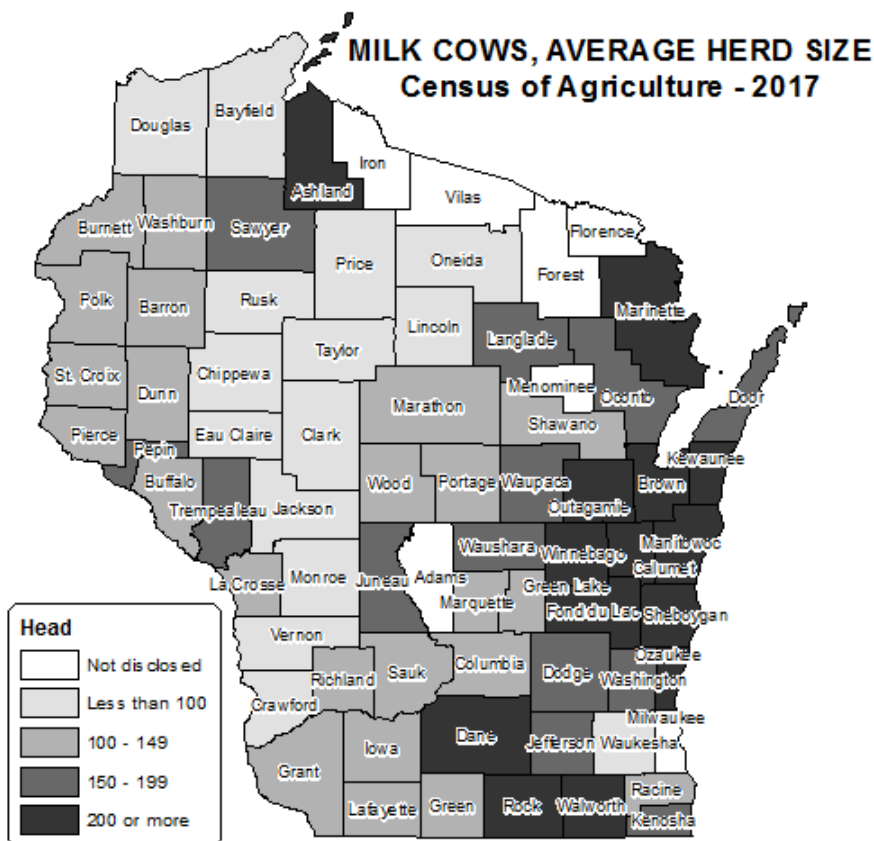 MILK COWS, AVERAGE HERD SIZE
Census of Agriculture - 2017
Douglas
Bayfield
Iron
Ashland
Vilas
Burnett
Washburn
Sawyer
Florence
Price
Oneida
Forest
Polk
Barron
Rusk
Marinette
Lincoln
Langlade
Taylor
St. Croix
Chippewa
Menominee
Dunn
Oconto
Door
Marathon
Shawano
Pierce
Eau Claire
Clark
Pepin
Kewaunee
Buffalo
Wood
Portage
Waupaca
Brown
Trempealeau
Jackson
Outagamie
Waushara
Winnebago
Manitowoc
Calumet
La Crosse
Monroe
Juneau
Adams
Green Lake
Marquette
Fond du Lac
Sheboygan
Vernon
Ozaukee
Richland
Sauk
Columbia
Dodge
Washington
Crawford
Milwaukee
Iowa
Dane
Jefferson
Waukesha
Grant
Racine
Lafayette
Green
Rock
Walworth
Kenosha
Head
Not disclosed
Less than 100
100 - 149
150 - 199
200 or more